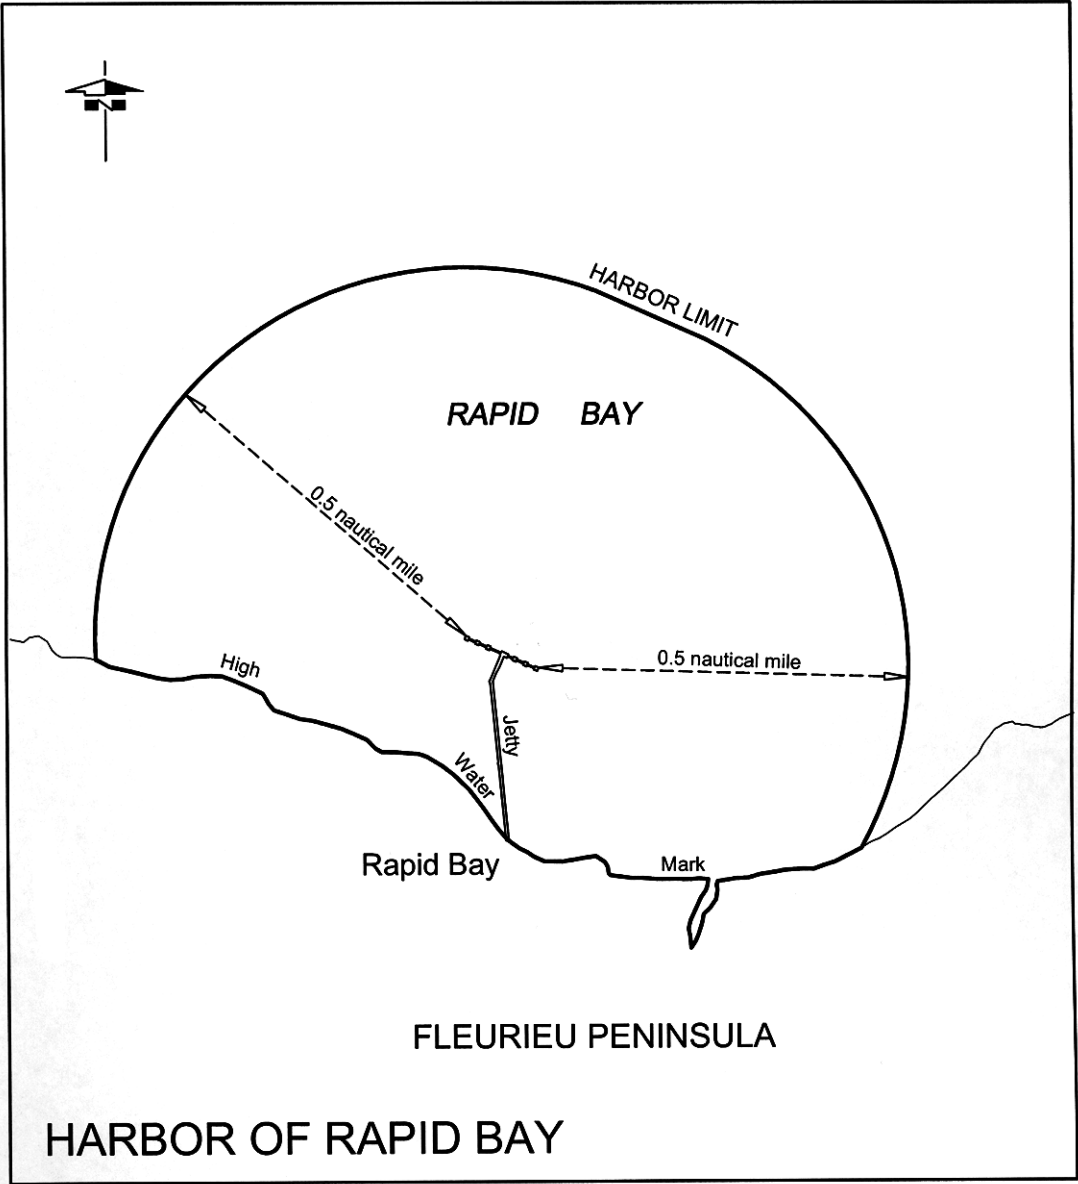 N
HARBOR LIMIT
RAPID BAY
0.5 nautical mile
0.5 nautical mile
High
Jetty
Water
Rapid Bay
Mark
FLEURIEU PENINSULA
HARBOR OF RAPID BAY